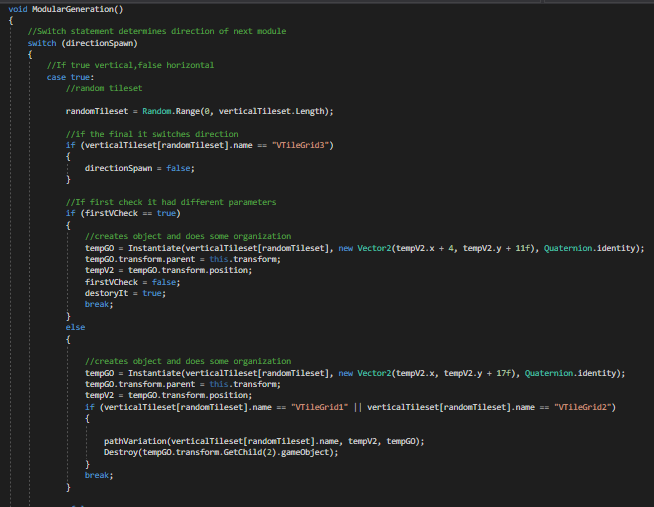 void ModularGeneration()
{
//Switch statement determines direction of next module
switch (directionSpawn)
{
//If true vertical,false horizontal
case true:
//random tileset
randomTileset = Random.Range(0, verticalTileset.Length);
//if the final it switches direction
if (verticalTileset[randomTileset].name == "VTileGrid3")
{
directionSpawn = false;
}
//If first check it had different parameters
if (firstVCheck == true)
{
//creates object and does some organization
tempGO = Instantiate(verticalTileset[randomTileset], new Vector2(tempV2.x + 4, tempV2.y + 11f), Quaternion.identity);
tempGO.transform.parent = this.transform;
tempV2 = tempGO.transform.position;
firstVCheck = false;
destoryIt = true;
break;
}
else
{
//creates object and does some organization
tempGO = Instantiate(verticalTileset[randomTileset], new Vector2(tempV2.x, tempV2.y + 17f), Quaternion.identity);
tempGO.transform.parent = this.transform;
tempV2 = tempGO.transform.position;
if (verticalTileset[randomTileset].name == "VTileGrid1" || verticalTileset[randomTileset].name == "VTileGrid2")
{
pathVariation(verticalTileset[randomTileset].name, tempV2, tempGO);
Destroy(tempGO.transform.GetChild(2).gameObject);
}
break;
}